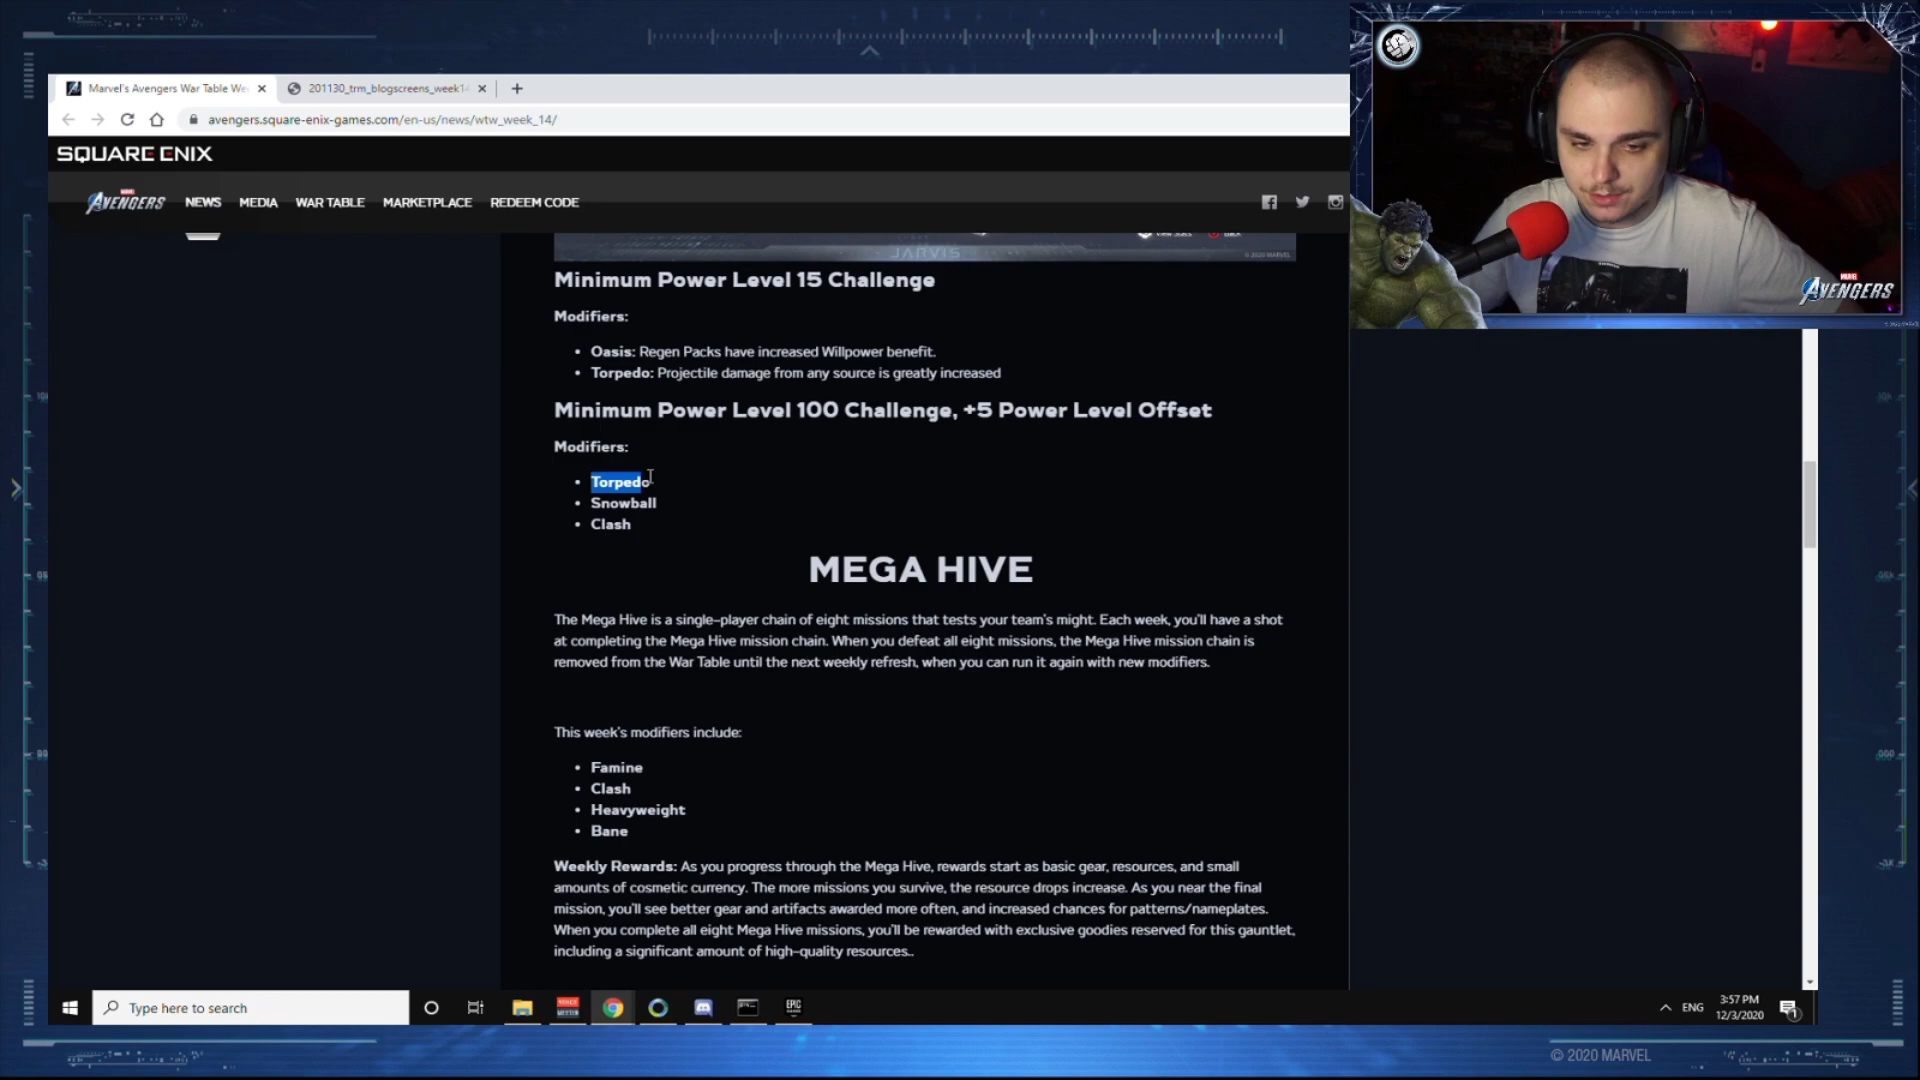 Marvel's Avengers War Table We
201130_trm_blogscreens_week1
avengers.square-enix-games.com/en-us/news/wtw_week_14/
SQUARE ENIX
MARVEL
AVENGERS
NEWS
MEDIA
WAR TABLE
MARKETPLACE
REDEEM CODE
JARVIS
© 2020 MARVEL
Minimum Power Level 15 Challenge
Modifiers:
• Oasis: Regen Packs have increased Willpower benefit.
• Torpedo: Projectile damage from any source is greatly increased
Minimum Power Level 100 Challenge, +5 Power Level Offset
Modifiers:
• Torpedo
• Snowball
• Clash
MEGA HIVE
The Mega Hive is a single-player chain of eight missions that tests your team's might. Each week, you'll have a shot
at completing the Mega Hive mission chain. When you defeat all eight missions, the Mega Hive mission chain is
removed from the War Table until the next weekly refresh, when you can run it again with new modifiers.
This week's modifiers include:
• Famine
• Clash
• Heavyweight
• Bane
Weekly Rewards: As you progress through the Mega Hive, rewards start as basic gear, resources, and small
amounts of cosmetic currency. The more missions you survive, the resource drops increase. As you near the final
mission, you'll see better gear and artifacts awarded more often, and increased chances for patterns/nameplates.
When you complete all eight Mega Hive missions, you'll be rewarded with exclusive goodies reserved for this gauntlet,
including a significant amount of high-quality resources..
MARVEL
AVENGERS
Type here to search
EPIC
GAMES
ENG
3:57 PM
12/3/2020
1
© 2020 MARVEL